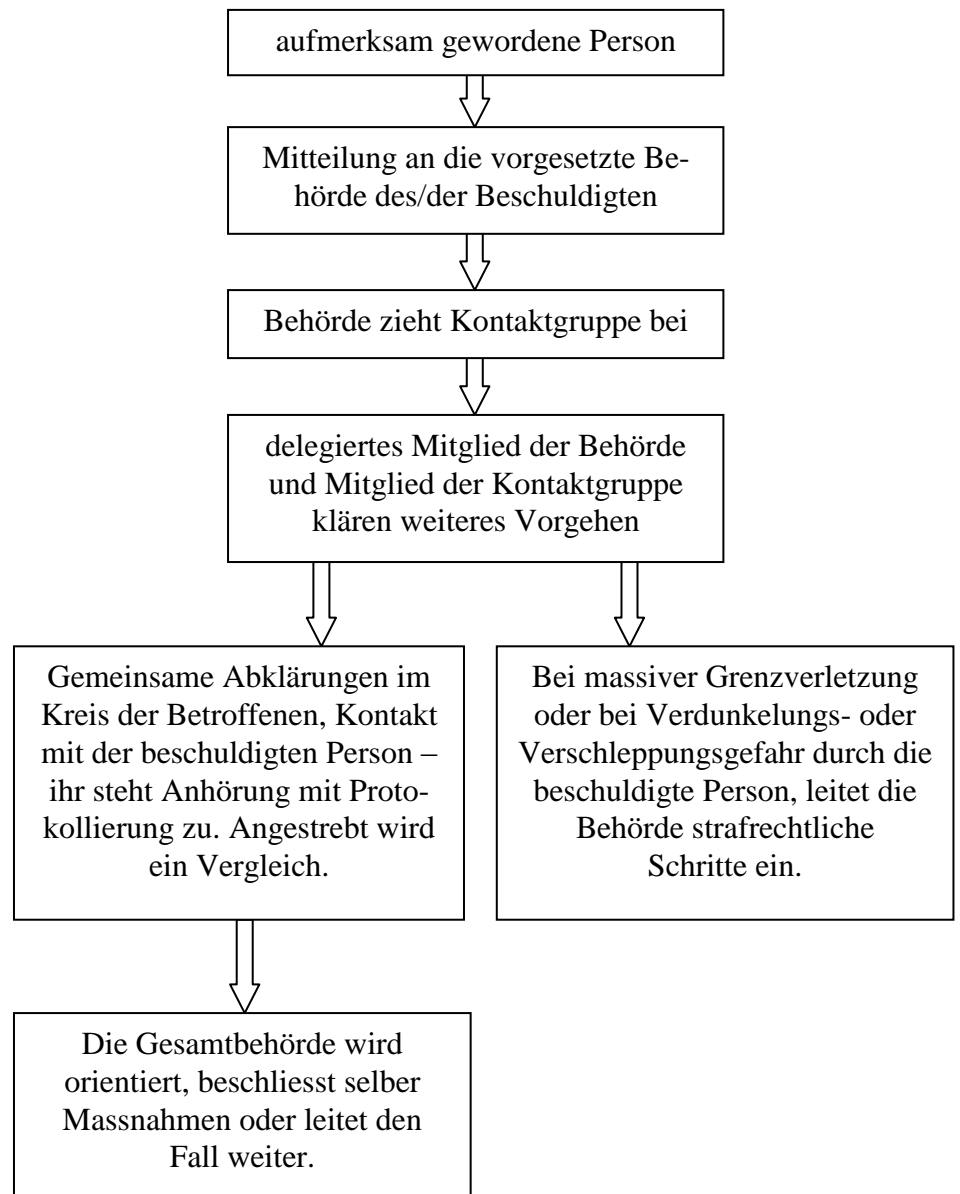 aufmerksam gewordene Person
Mitteilung an die vorgesetzte Be-
hörde des/der Beschuldigten
Behörde zieht Kontaktgruppe bei
delegiertes Mitglied der Behörde
und Mitglied der Kontaktgruppe
klären weiteres Vorgehen
Gemeinsame Abklärungen im
Kreis der Betroffenen, Kontakt
mit der beschuldigten Person –
ihr steht Anhörung mit Proto-
kollierung zu. Angestrebt wird
ein Vergleich.
Bei massiver Grenzverletzung
oder bei Verdunkelungs- oder
Verschleppungsgefahr durch die
beschuldigte Person, leitet die
Behörde strafrechtliche
Schritte ein.
Die Gesamtbehörde wird
orientiert, beschliesst selber
Massnahmen oder leitet den
Fall weiter.